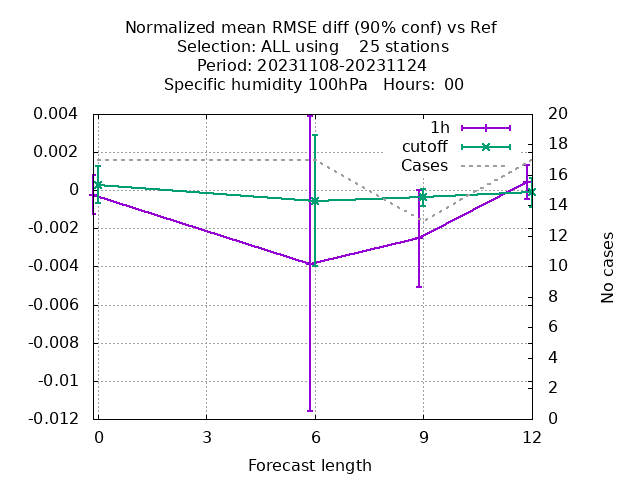 Normalized mean RMSE diff (90% conf) vs Ref
Selection: ALL using    25 stations
Period: 20231108-20231124
Specific humidity 100hPa   Hours:  00
1h
cutoff
Cases
0.004
0.002
0
-0.002
-0.004
-0.006
-0.008
-0.01
-0.012
20
18
16
14
12
10
8
6
4
2
0
No cases
0 3 6 9 12
Forecast length